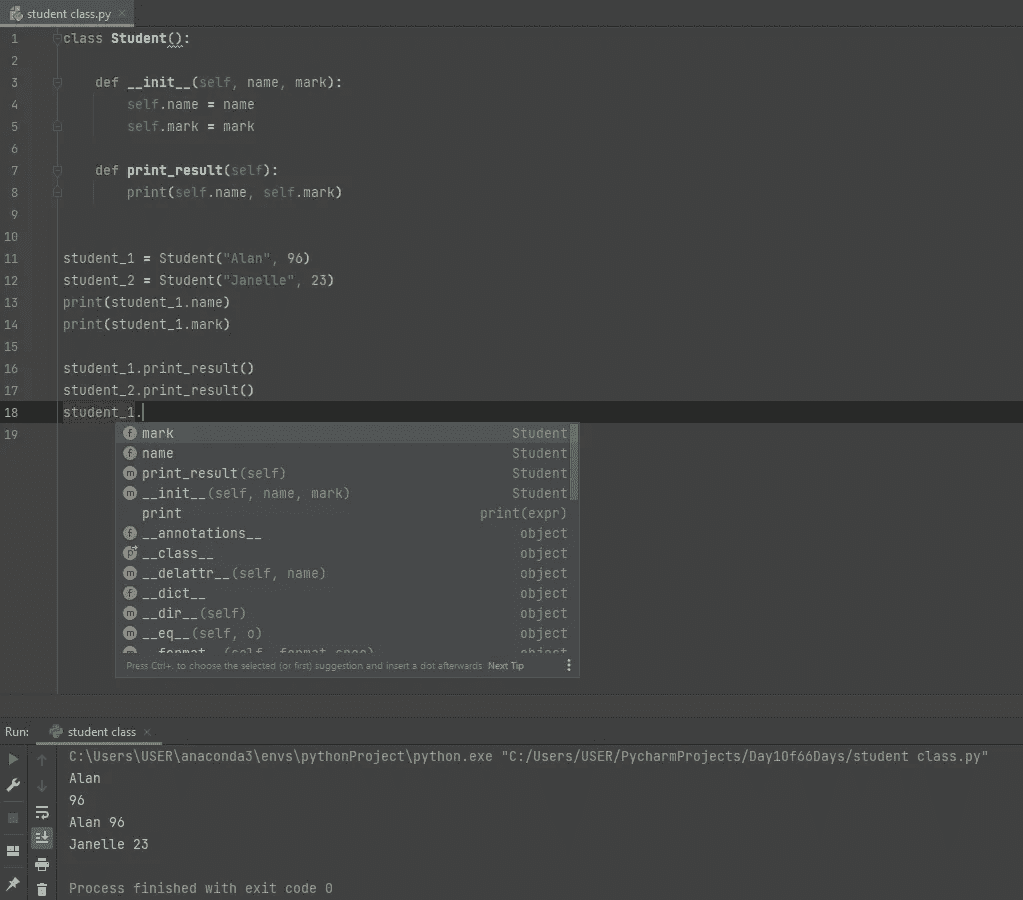 student class.py
1 class Student():
2
3 def __init__(self, name, mark):
4 self.name = name
5 self.mark = mark
6
7 def print_result(self):
8 print(self.name, self.mark)
9
10
11 student_1 = Student("Alan", 96)
12 student_2 = Student("Janelle", 23)
13 print(student_1.name)
14 print(student_1.mark)
15
16 student_1.print_result()
17 student_2.print_result()
18 student_1.
19
f mark Student
f name Student
m print_result(self) Student
m __init__(self, name, mark) Student
print print(expr)
f __annotations__ object
p __class__ object
m __delattr__(self, name) object
f __dict__ object
m __dir__(self) object
m __eq__(self, o) object
m __format__(self, format_spec) object
Press Ctrl+. to choose the selected (or first) suggestion and insert a dot afterwards Next Tip
Run: student class
C:\Users\USER\anaconda3\envs\pythonProject\python.exe "C:/Users/USER/PycharmProjects/Day1Of66Days/student class.py"
Alan
96
Alan 96
Janelle 23
Process finished with exit code 0